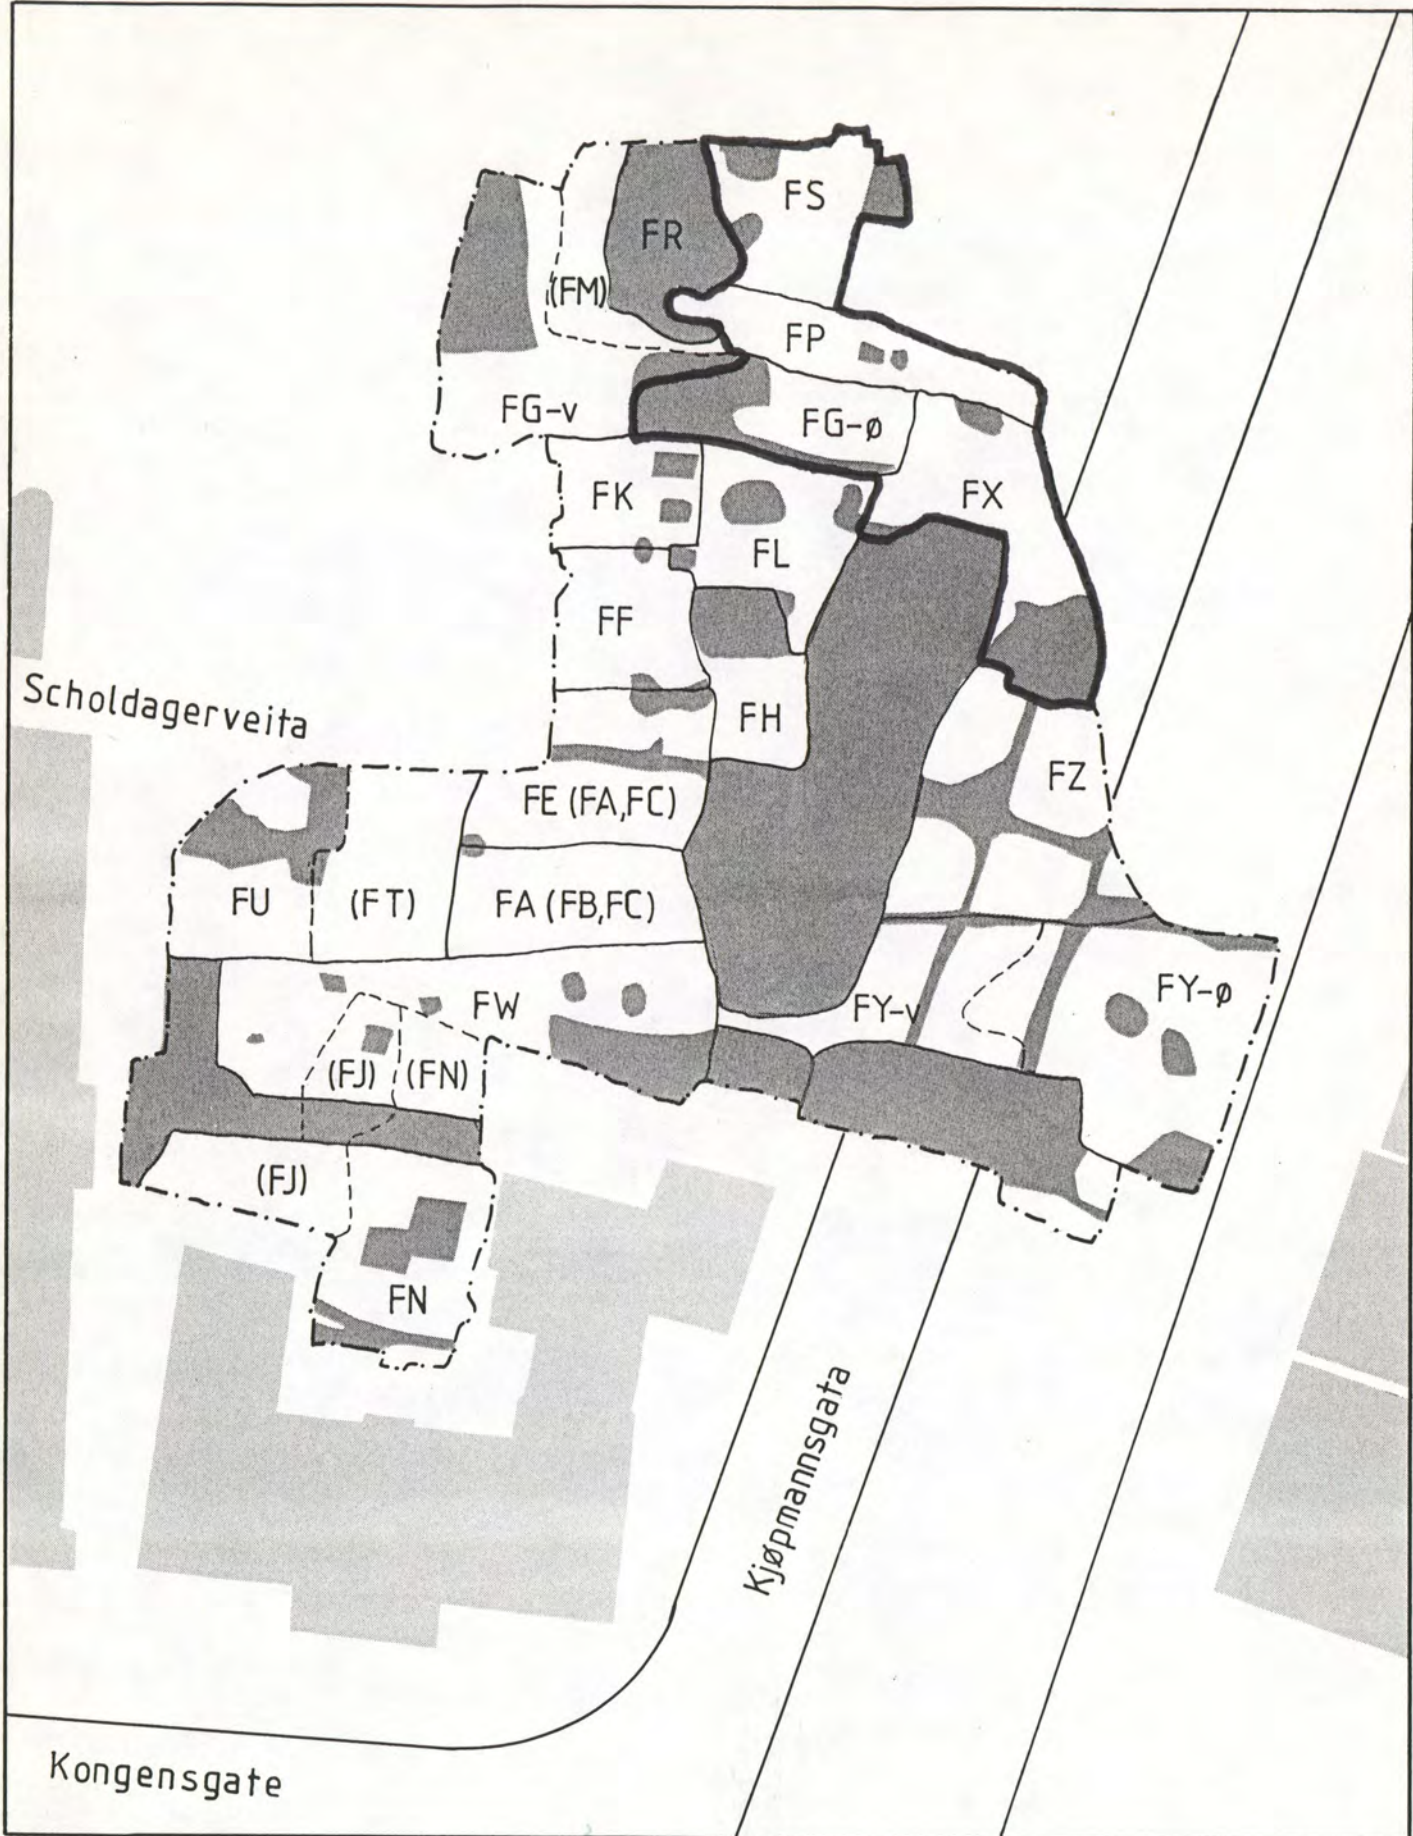 FS
FR
(FM)
FP
FG-v
FG-ø
FK
FX
FL
FF
Scholdagerveita
FH
FZ
FE (FA,FC)
FU
(FT)
FA (FB,FC)
FW
FY-v
FY-ø
(FJ)
(FN)
(FJ)
FN
Kjøpmannsgata
Kongensgate